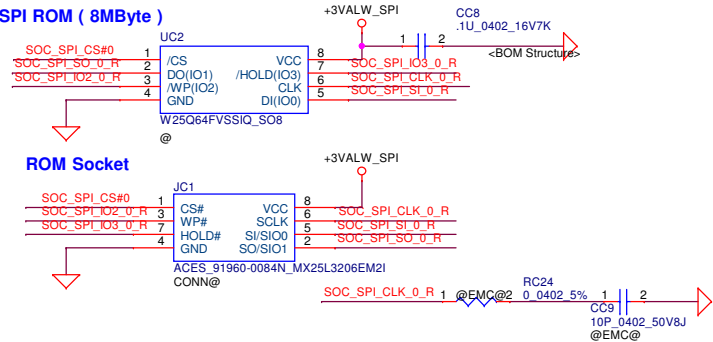 SPI ROM ( 8MByte )
+3VALW_SPI
CC8
.1U_0402_16V7K
1 2
<BOM Structure>
UC2
SOC_SPI_CS#0 1 /CS VCC 8
SOC_SPI_SO_0_R 2 DO(IO1) /HOLD(IO3) 7 SOC_SPI_IO3_0_R
SOC_SPI_IO2_0_R 3 /WP(IO2) CLK 6 SOC_SPI_CLK_0_R
4 GND DI(IO0) 5 SOC_SPI_SI_0_R
W25Q64FVSSIQ_SO8
@
ROM Socket
+3VALW_SPI
JC1
SOC_SPI_CS#0 1 CS# VCC 8
SOC_SPI_IO2_0_R 3 WP# SCLK 6 SOC_SPI_CLK_0_R
SOC_SPI_IO3_0_R 7 HOLD# SI/SIO0 5 SOC_SPI_SI_0_R
4 GND SO/SIO1 2 SOC_SPI_SO_0_R
ACES_91960-0084N_MX25L3206EM2I
CONN@
RC24
SOC_SPI_CLK_0_R 1 @EMC@ 2 0_0402_5% 1 2
CC9
10P_0402_50V8J
@EMC@